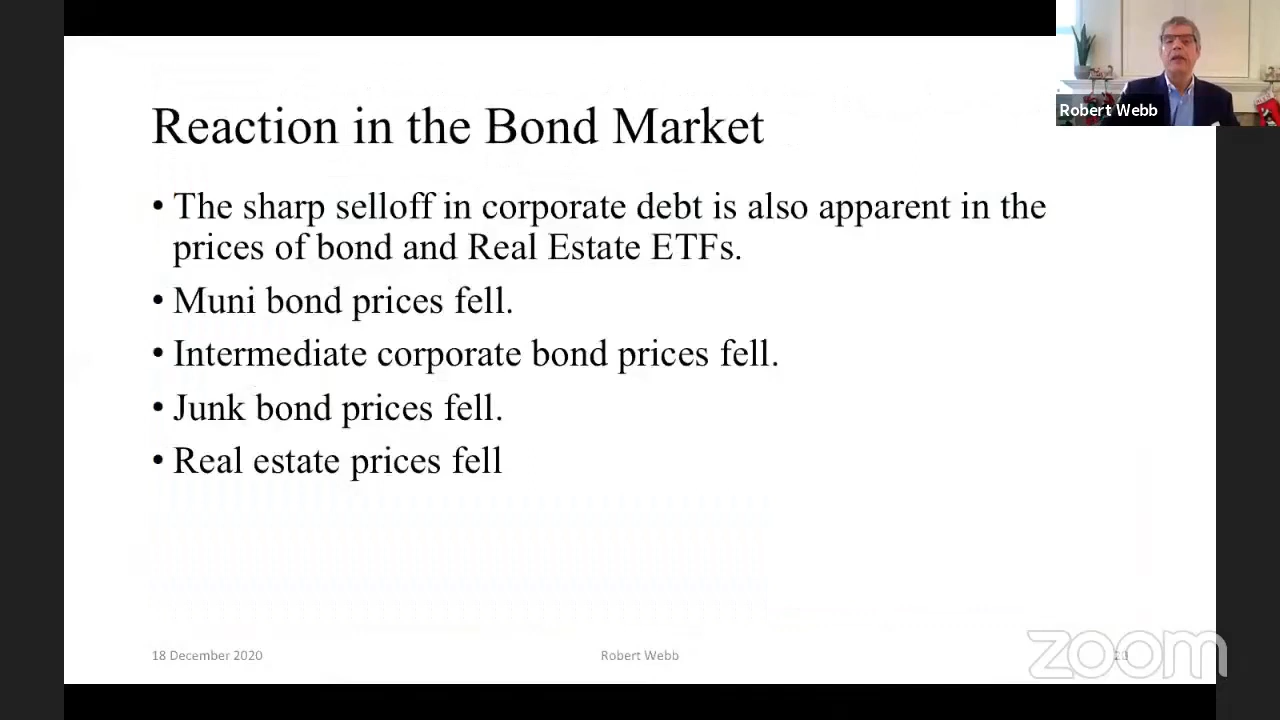 Robert Webb
Reaction in the Bond Market
• The sharp selloff in corporate debt is also apparent in the
prices of bond and Real Estate ETFs.
• Muni bond prices fell.
• Intermediate corporate bond prices fell.
• Junk bond prices fell.
• Real estate prices fell
18 December 2020
Robert Webb
zoom